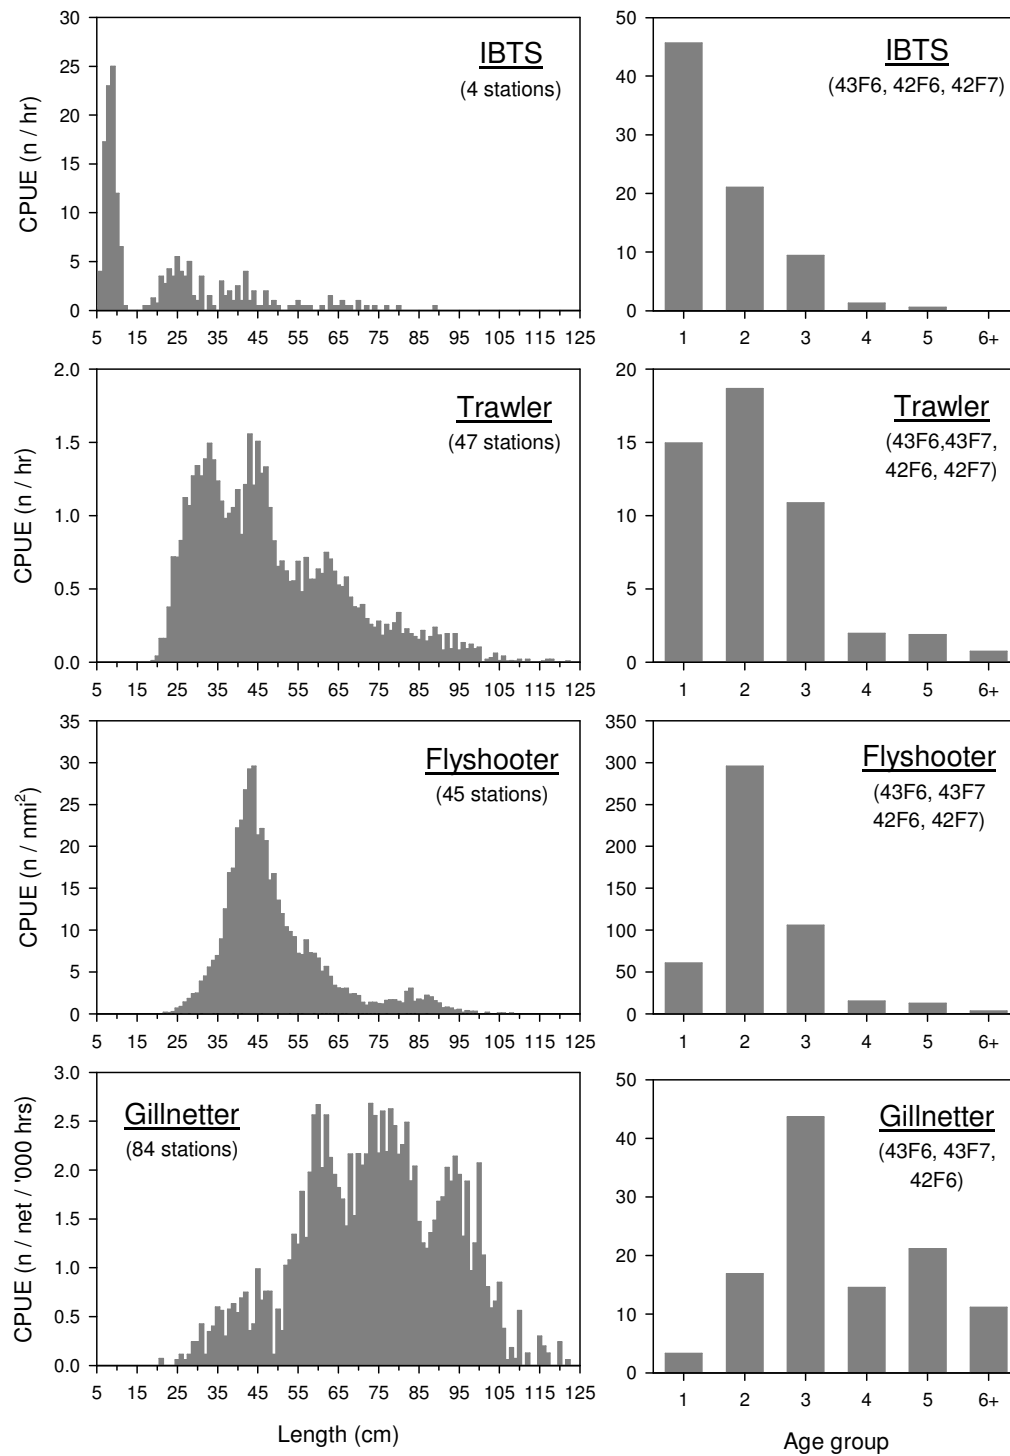 IBTS
(4 stations)
CPUE (n / hr)
30
25
20
15
10
5
0
5 15 25 35 45 55 65 75 85 95 105 115 125
IBTS
(43F6, 42F6, 42F7)
50
40
30
20
10
0
1 2 3 4 5 6+
Trawler
(47 stations)
CPUE (n / hr)
2.0
1.5
1.0
0.5
0.0
5 15 25 35 45 55 65 75 85 95 105 115 125
Trawler
(43F6,43F7,
42F6, 42F7)
20
15
10
5
0
1 2 3 4 5 6+
Flyshooter
(45 stations)
CPUE (n / nmi²)
35
30
25
20
15
10
5
0
5 15 25 35 45 55 65 75 85 95 105 115 125
Flyshooter
(43F6, 43F7
42F6, 42F7)
350
300
250
200
150
100
50
0
1 2 3 4 5 6+
Gillnetter
(84 stations)
CPUE (n / net / '000 hrs)
3.0
2.5
2.0
1.5
1.0
0.5
0.0
5 15 25 35 45 55 65 75 85 95 105 115 125
Length (cm)
Gillnetter
(43F6, 43F7,
42F6)
50
40
30
20
10
0
1 2 3 4 5 6+
Age group